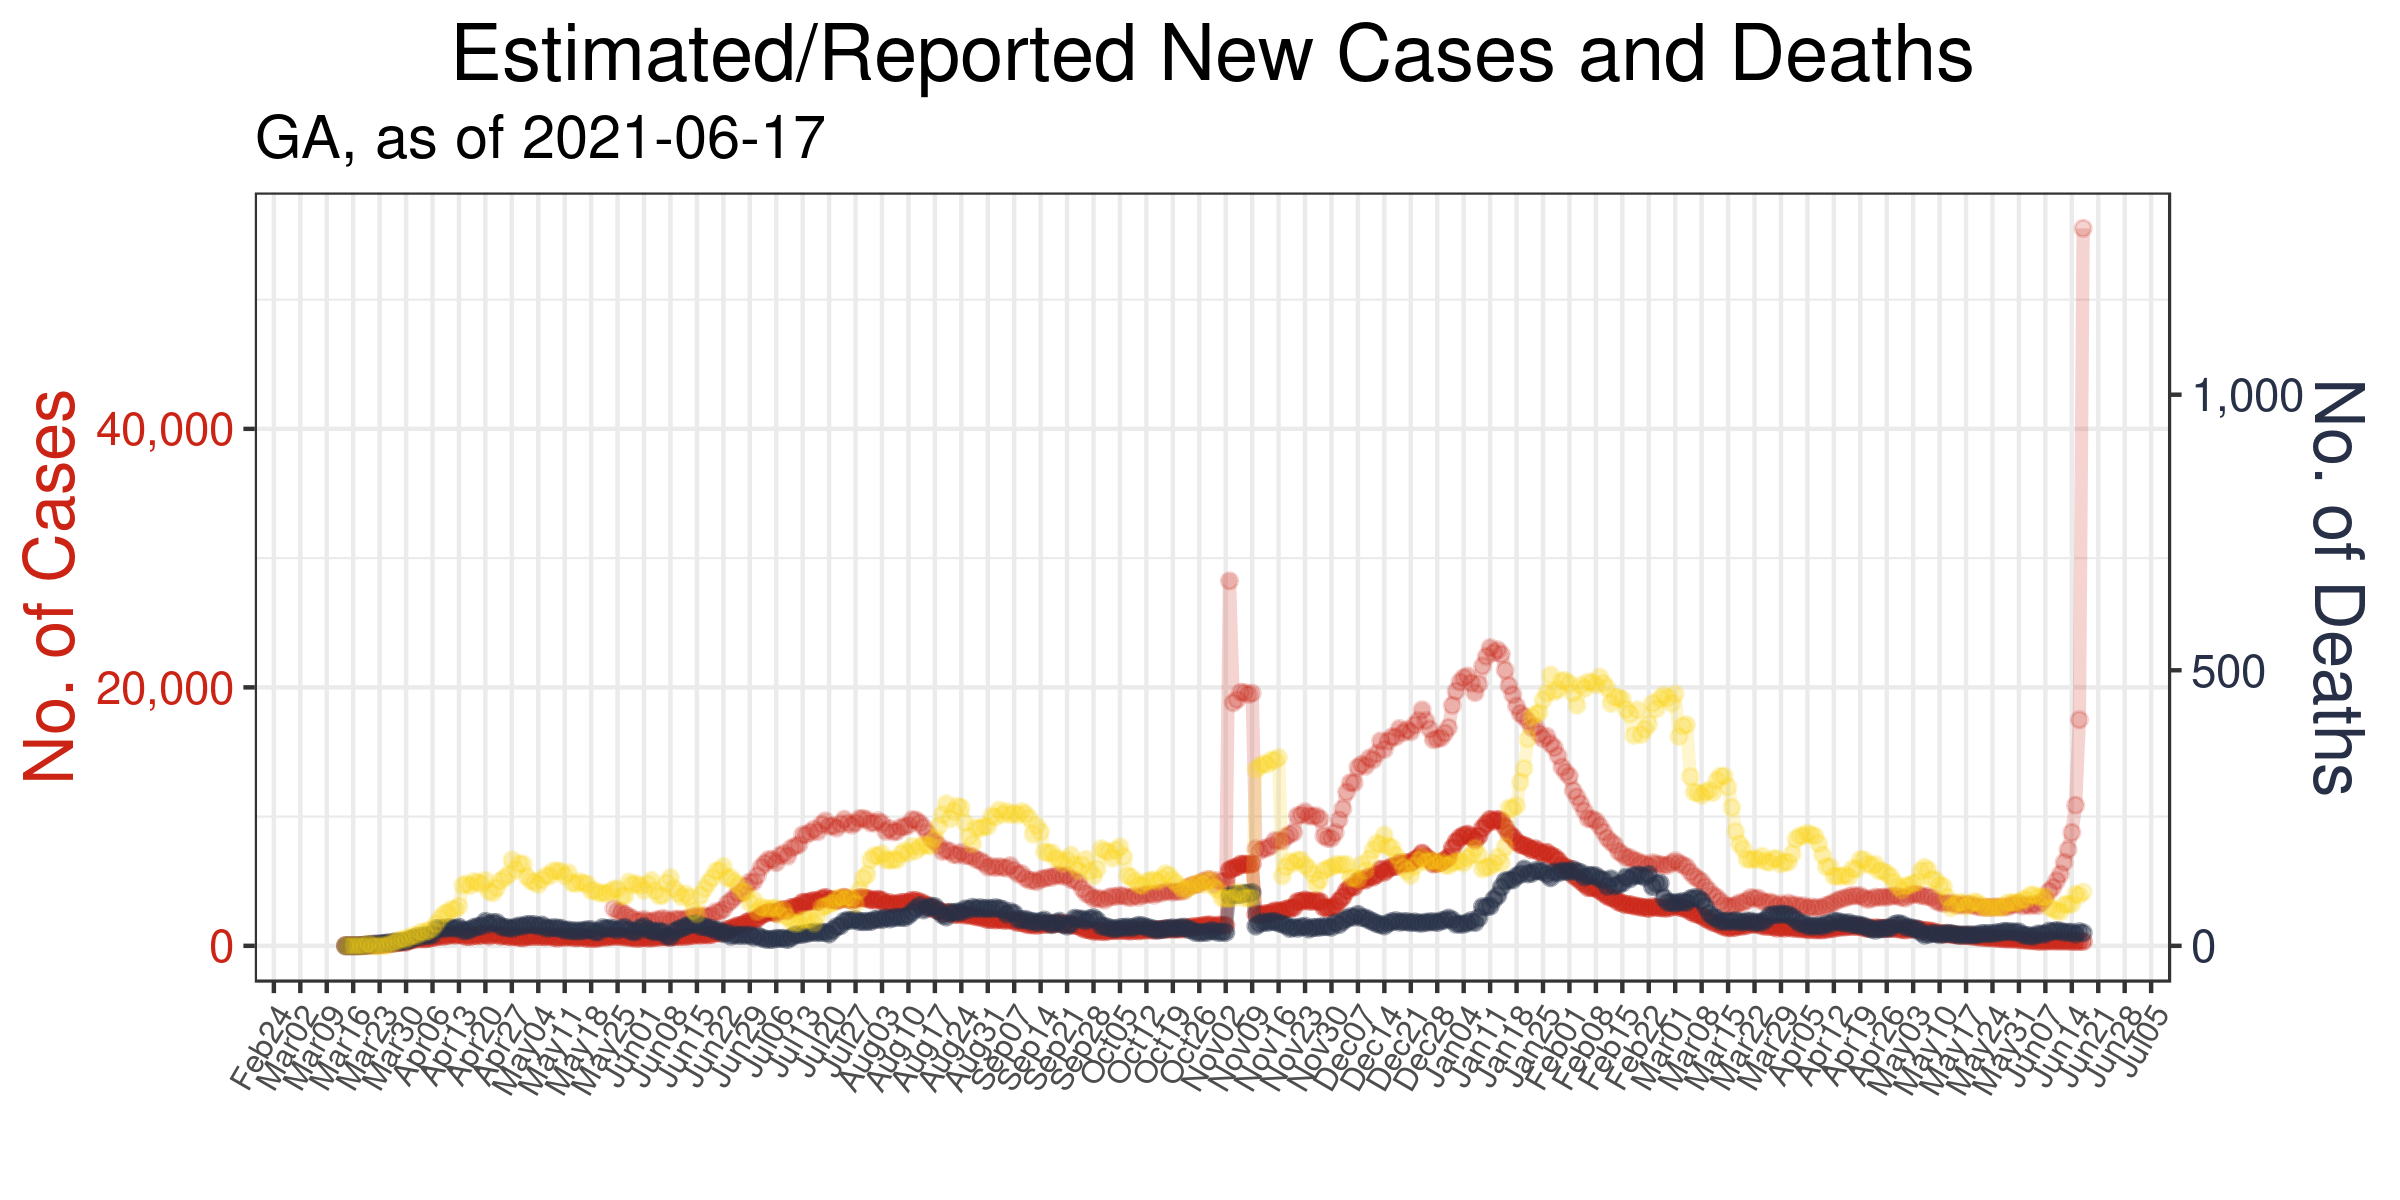 Estimated/Reported New Cases and Deaths
GA, as of 2021-06-17
No. of Cases
40,000
20,000
0
1,000
500
0
No. of Deaths
Feb24
Mar02
Mar09
Mar16
Mar23
Mar30
Apr06
Apr13
Apr20
Apr27
May04
May11
May18
May25
Jun01
Jun08
Jun15
Jun22
Jun29
Jul06
Jul13
Jul20
Jul27
Aug03
Aug10
Aug17
Aug24
Aug31
Sep07
Sep14
Sep21
Sep28
Oct05
Oct12
Oct19
Oct26
Nov02
Nov09
Nov16
Nov23
Nov30
Dec07
Dec14
Dec21
Dec28
Jan04
Jan11
Jan18
Jan25
Feb01
Feb08
Feb15
Feb22
Mar01
Mar08
Mar15
Mar22
Mar29
Apr05
Apr12
Apr19
Apr26
May03
May10
May17
May24
May31
Jun07
Jun14
Jun21
Jun28
Jul05